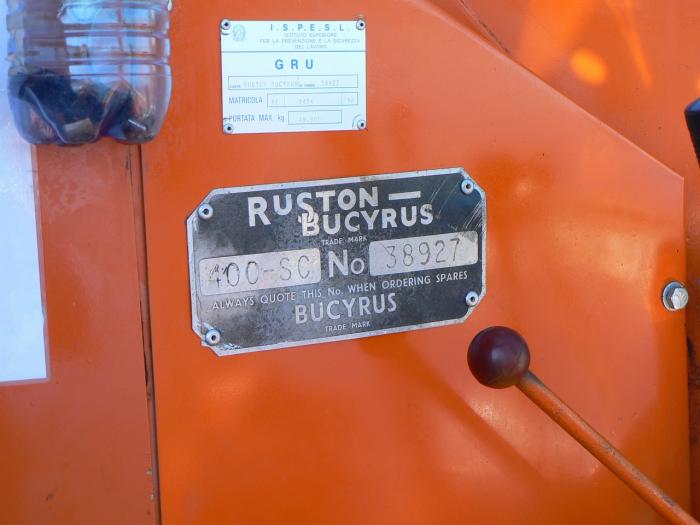 I.S.P.E.S.L.
ISTITUTO SUPERIORE
PER LA PREVENZIONE E LA SICUREZZA
DEL LAVORO
GRU
RUSTON BUCYRUS 38927
MATRICOLA
PORTATA MAX. kg
RUSTON—
BUCYRUS
TRADE MARK
400-SC No 38927
ALWAYS QUOTE THIS No. WHEN ORDERING SPARES
BUCYRUS
TRADE MARK